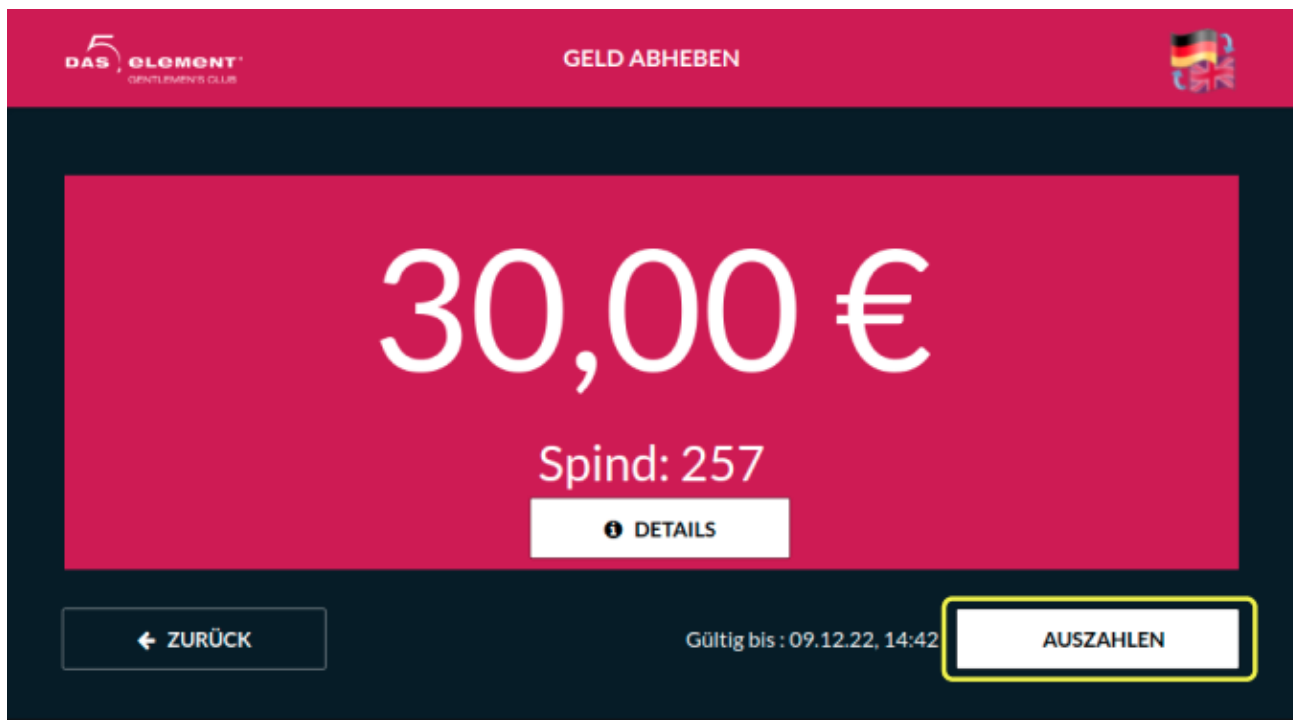 5
DAS element
GENTLEMEN'S CLUB
GELD ABHEBEN
30,00 €
Spind: 257
DETAILS
ZURÜCK
Gültig bis : 09.12.22, 14:42
AUSZAHLEN